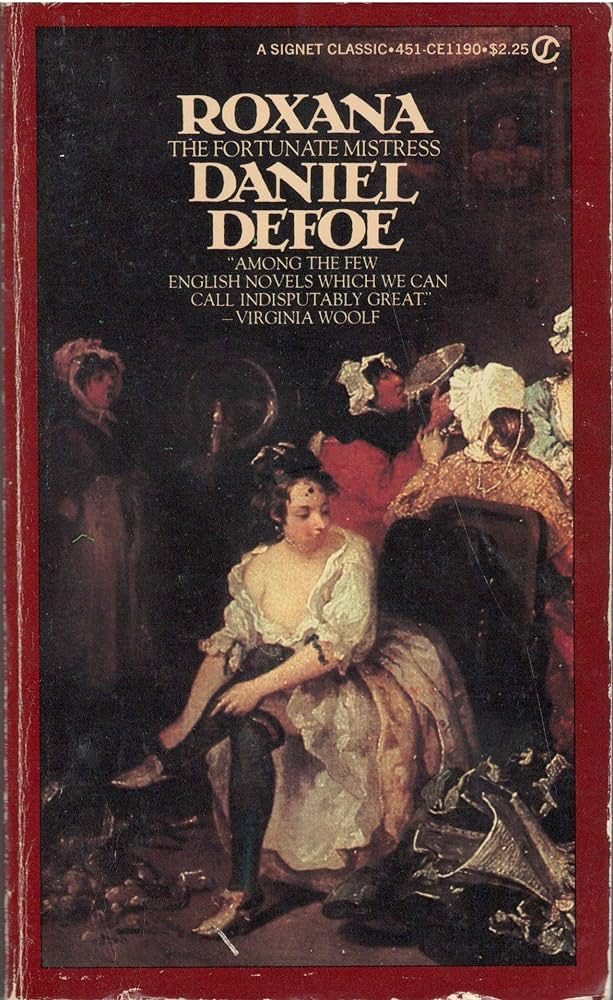 A SIGNET CLASSIC•451-CE1190•$2.25
ROXANA
THE FORTUNATE MISTRESS
DANIEL
DEFOE
“AMONG THE FEW
ENGLISH NOVELS WHICH WE CAN
CALL INDISPUTABLY GREAT.”
—VIRGINIA WOOLF